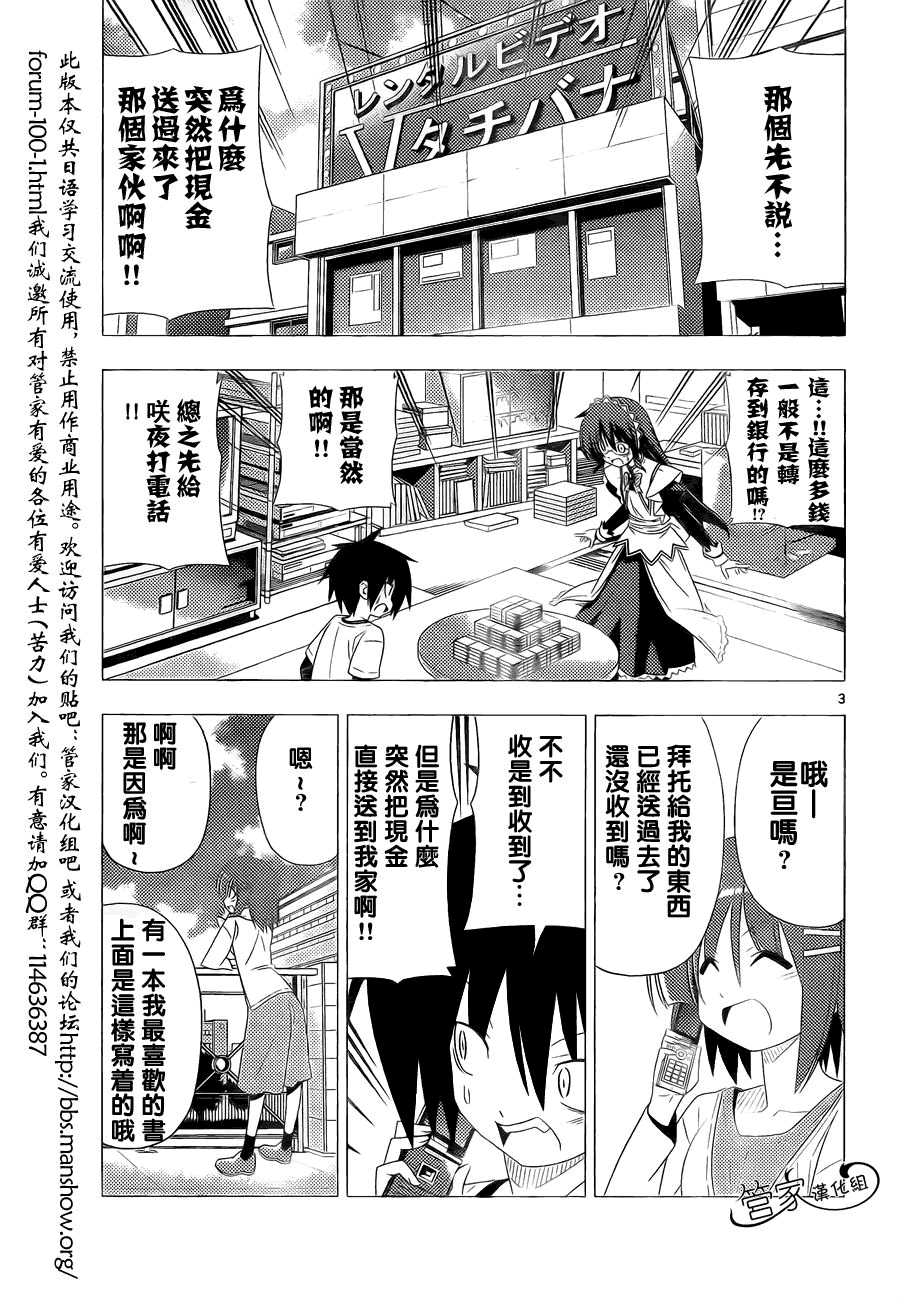 那個先不說…
為什麼
突然把現金
送過來了
那個家伙啊啊!!
レンタルビデオ
Vタチバナ
這…!!這麼多錢
一般不是轉
存到銀行的嗎!?
那是當然
的啊!!
總之先給
咲夜打電話
!!
3
哦—
是亘嗎?
拜托給我的東西
已經送過去了
還沒收到嗎?
不不
收是到收到了…
但是為什麼
突然把現金
直接送到我家啊!!
嗯~?
啊啊
那是因為啊~
有一本我最喜歡的書
上面是這樣寫着的哦
管家
漢化組
此版本仅共日语学习交流使用，禁止用作商业用途。欢迎访问我们的贴吧：管家汉化组吧 或者我们的论坛http://bbs.manshow.org/
forum-100-1.html我们诚邀所有对管家有爱的各位有爱人士(苦力)加入我们。有意请加QQ群：114636387